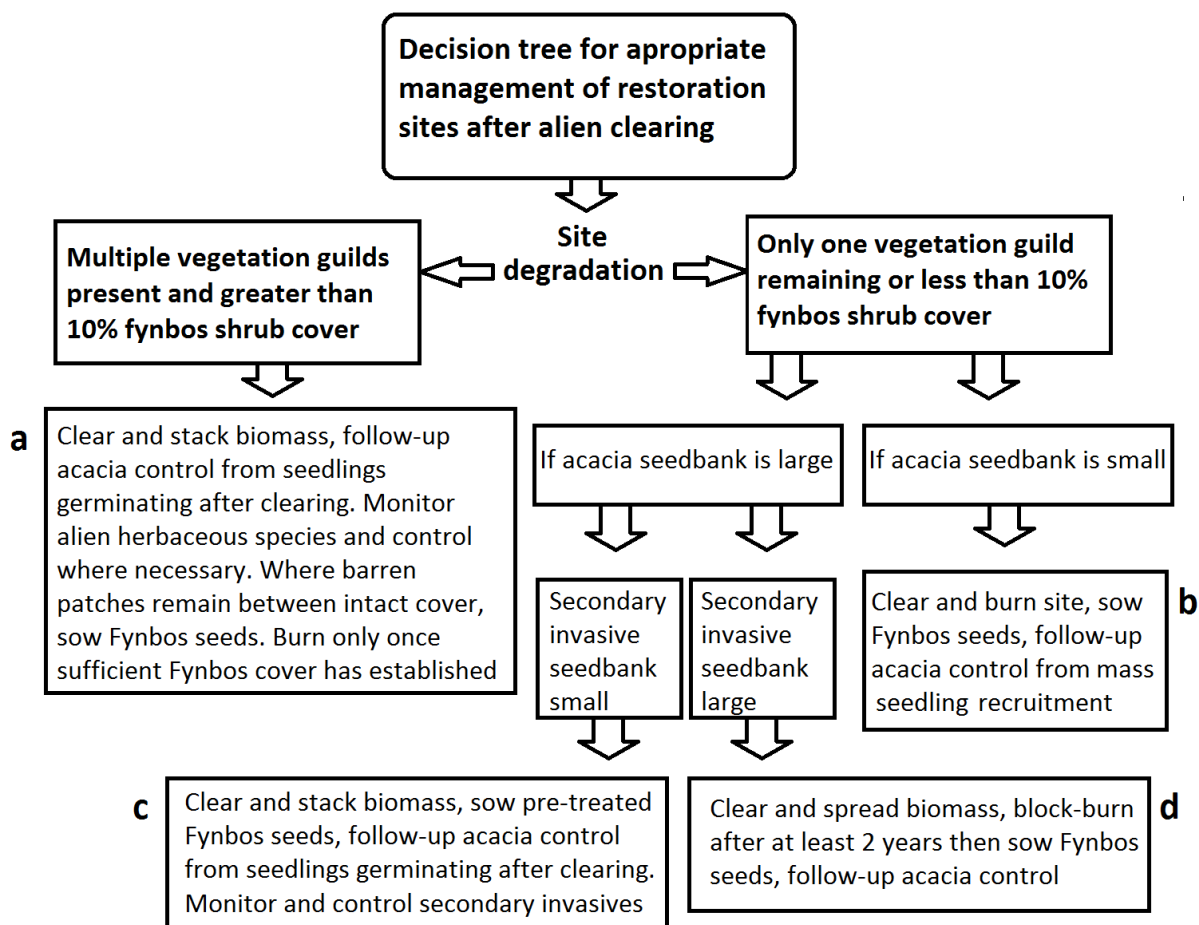 Decision tree for apropriate
management of restoration
sites after alien clearing
Site
degradation
Multiple vegetation guilds
present and greater than
10% fynbos shrub cover
Only one vegetation guild
remaining or less than 10%
fynbos shrub cover
a
Clear and stack biomass, follow-up
acacia control from seedlings
germinating after clearing. Monitor
alien herbaceous species and control
where necessary. Where barren
patches remain between intact cover,
sow Fynbos seeds. Burn only once
sufficient Fynbos cover has established
If acacia seedbank is large
If acacia seedbank is small
Secondary
invasive
seedbank
small
Secondary
invasive
seedbank
large
b
Clear and burn site, sow
Fynbos seeds, follow-up
acacia control from mass
seedling recruitment
c
Clear and stack biomass, sow pre-treated
Fynbos seeds, follow-up acacia control
from seedlings germinating after clearing.
Monitor and control secondary invasives
d
Clear and spread biomass, block-burn
after at least 2 years then sow Fynbos
seeds, follow-up acacia control